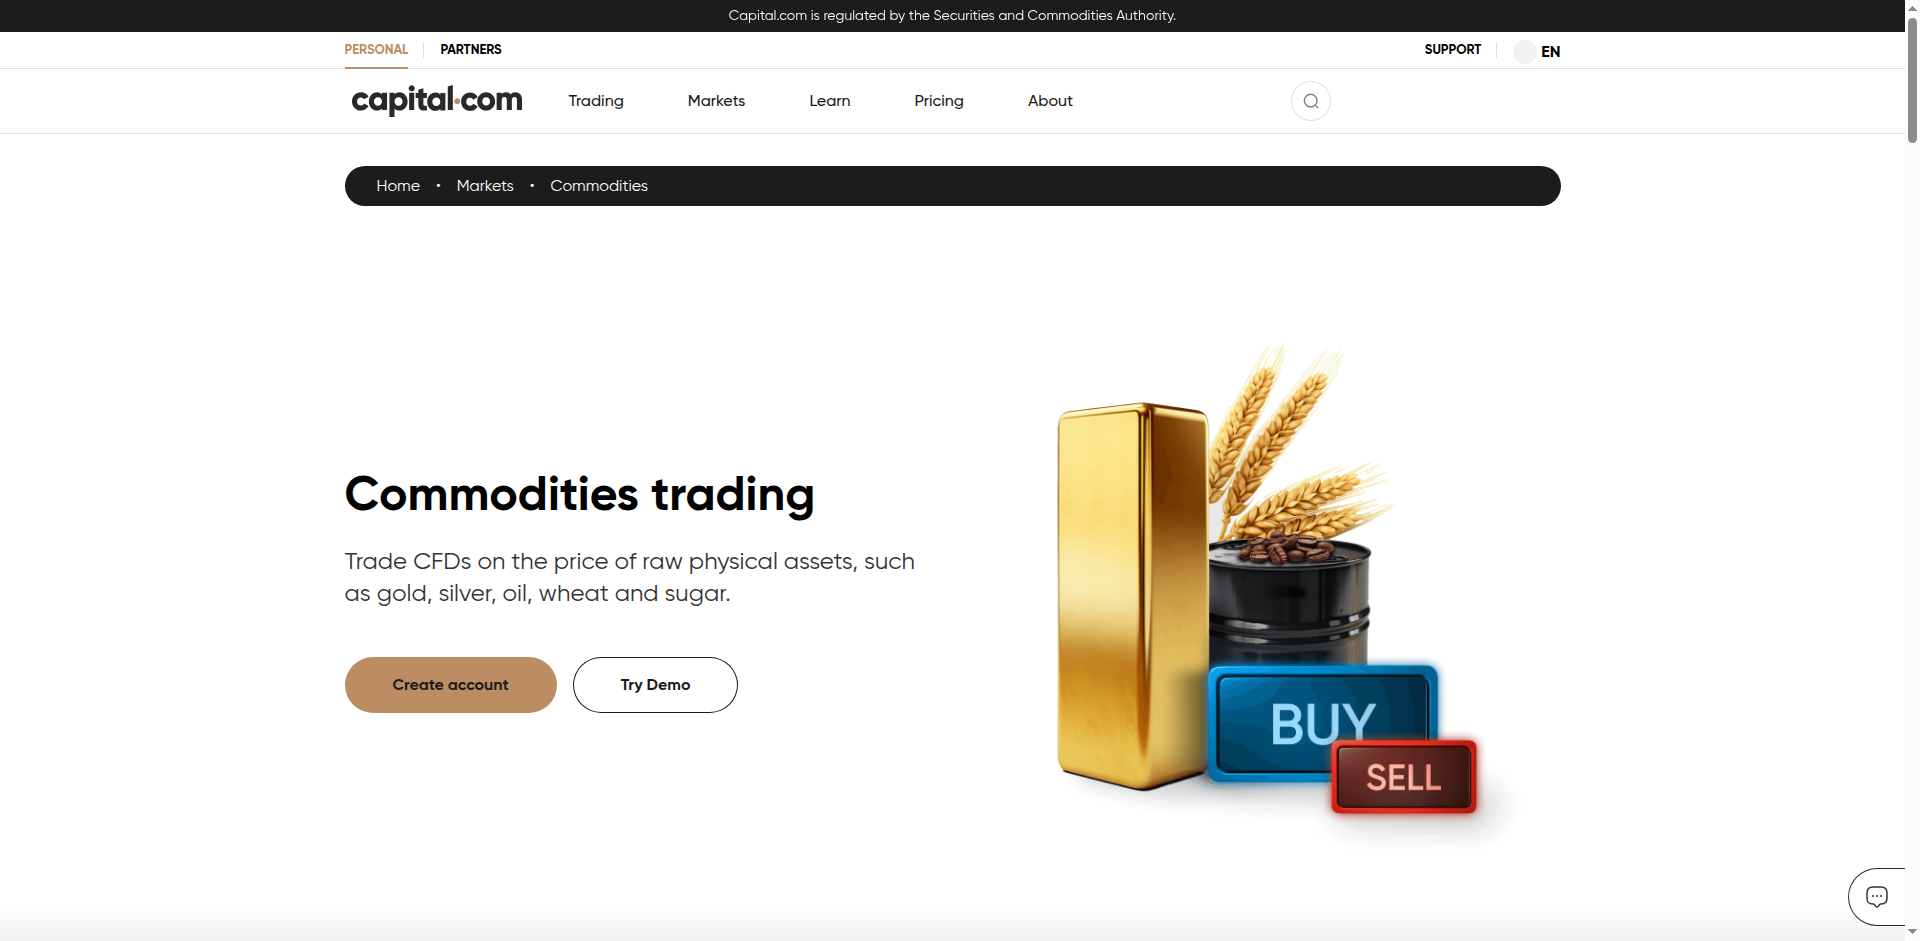 Capital.com is regulated by the Securities and Commodities Authority.
PERSONAL PARTNERS SUPPORT EN
capital.com Trading Markets Learn Pricing About
Home • Markets • Commodities
Commodities trading
Trade CFDs on the price of raw physical assets, such
as gold, silver, oil, wheat and sugar.
Create account Try Demo
BUY
SELL